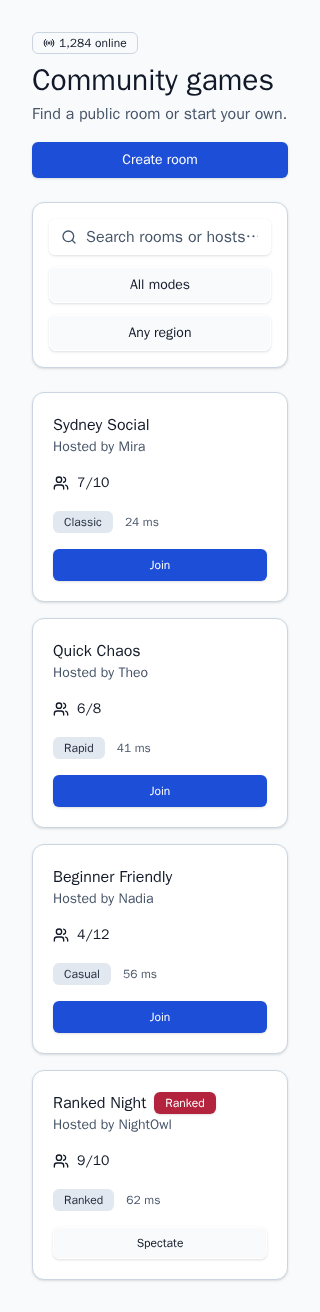 1,284 online
Community games
Find a public room or start your own.
Create room
Search rooms or hosts···
All modes
Any region
Sydney Social
Hosted by Mira
7/10
Classic 24 ms
Join
Quick Chaos
Hosted by Theo
6/8
Rapid 41 ms
Join
Beginner Friendly
Hosted by Nadia
4/12
Casual 56 ms
Join
Ranked Night Ranked
Hosted by NightOwl
9/10
Ranked 62 ms
Spectate